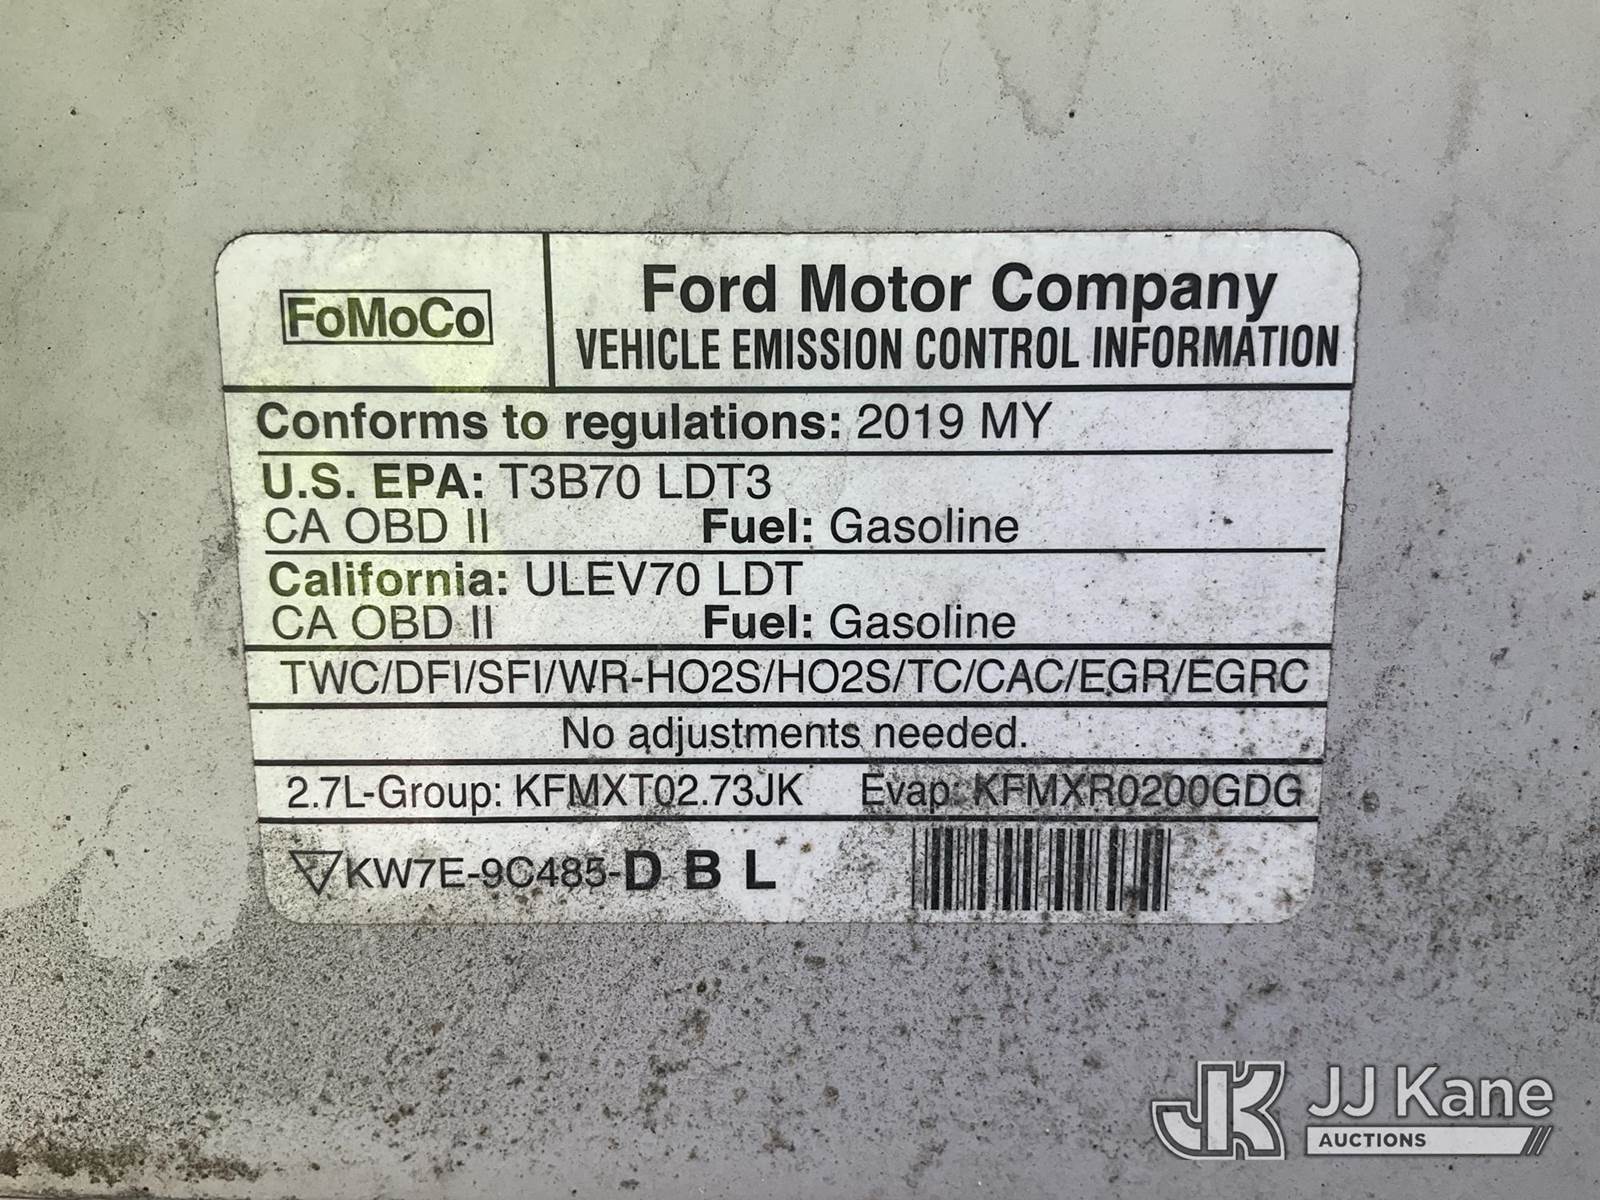 FoMoCo
Ford Motor Company
VEHICLE EMISSION CONTROL INFORMATION
Conforms to regulations: 2019 MY
U.S. EPA: T3B70 LDT3
CA OBD II Fuel: Gasoline
California: ULEV70 LDT
CA OBD II Fuel: Gasoline
TWC/DFI/SFI/WR-HO2S/HO2S/TC/CAC/EGR/EGRC
No adjustments needed.
2.7L-Group: KFMXT02.73JK Evap: KFMXR0200GDG
KW7E-9C485-D B L
JK JJ Kane
AUCTIONS